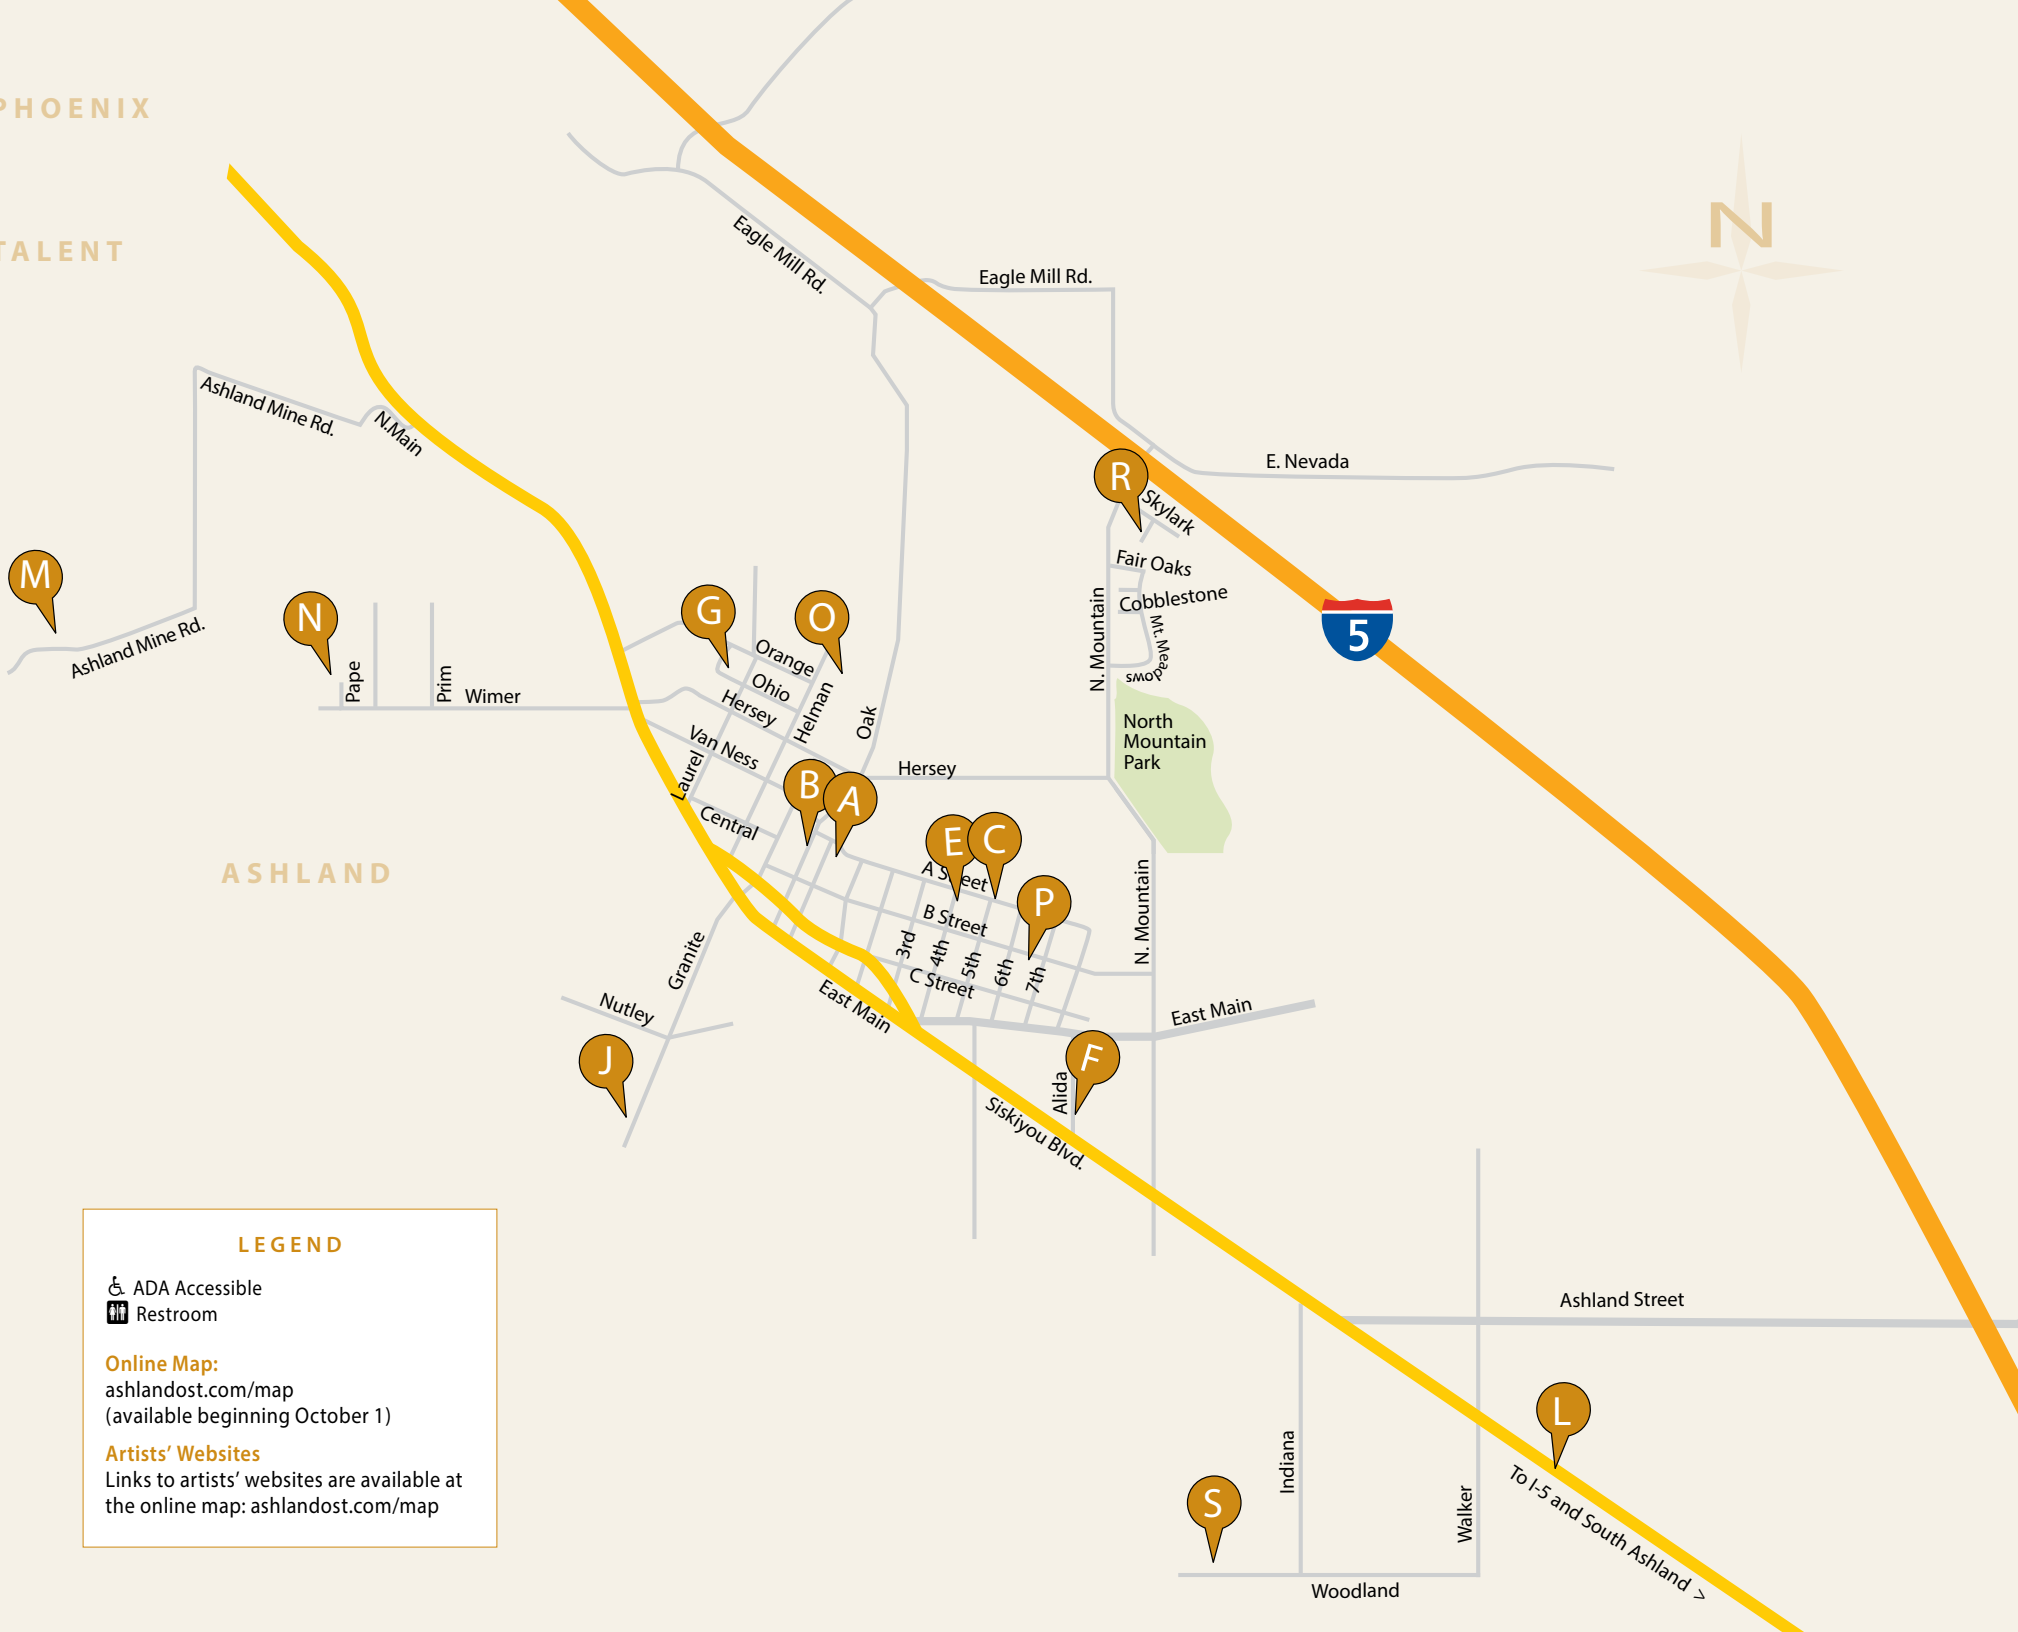 PHOENIX
TALENT
N
Eagle Mill Rd.
Eagle Mill Rd.
Ashland Mine Rd.
N.Main
E. Nevada
R
Skylark
Fair Oaks
Cobblestone
Mt. Meadows
N. Mountain
5
M
N
G
O
Ashland Mine Rd.
Pape
Prim
Wimer
Orange
Ohio
Hersey
Helman
Oak
Van Ness
Laurel
North
Mountain
Park
Hersey
B
A
Central
E
C
A Street
P
B Street
ASHLAND
3rd
4th
5th
6th
7th
C Street
N. Mountain
Granite
Nutley
East Main
East Main
J
F
Alida
Siskiyou Blvd.
Ashland Street
L
Indiana
Walker
S
To I-5 and South Ashland >
Woodland
LEGEND
ADA Accessible
Restroom
Online Map:
ashlandost.com/map
(available beginning October 1)
Artists’ Websites
Links to artists’ websites are available at
the online map: ashlandost.com/map